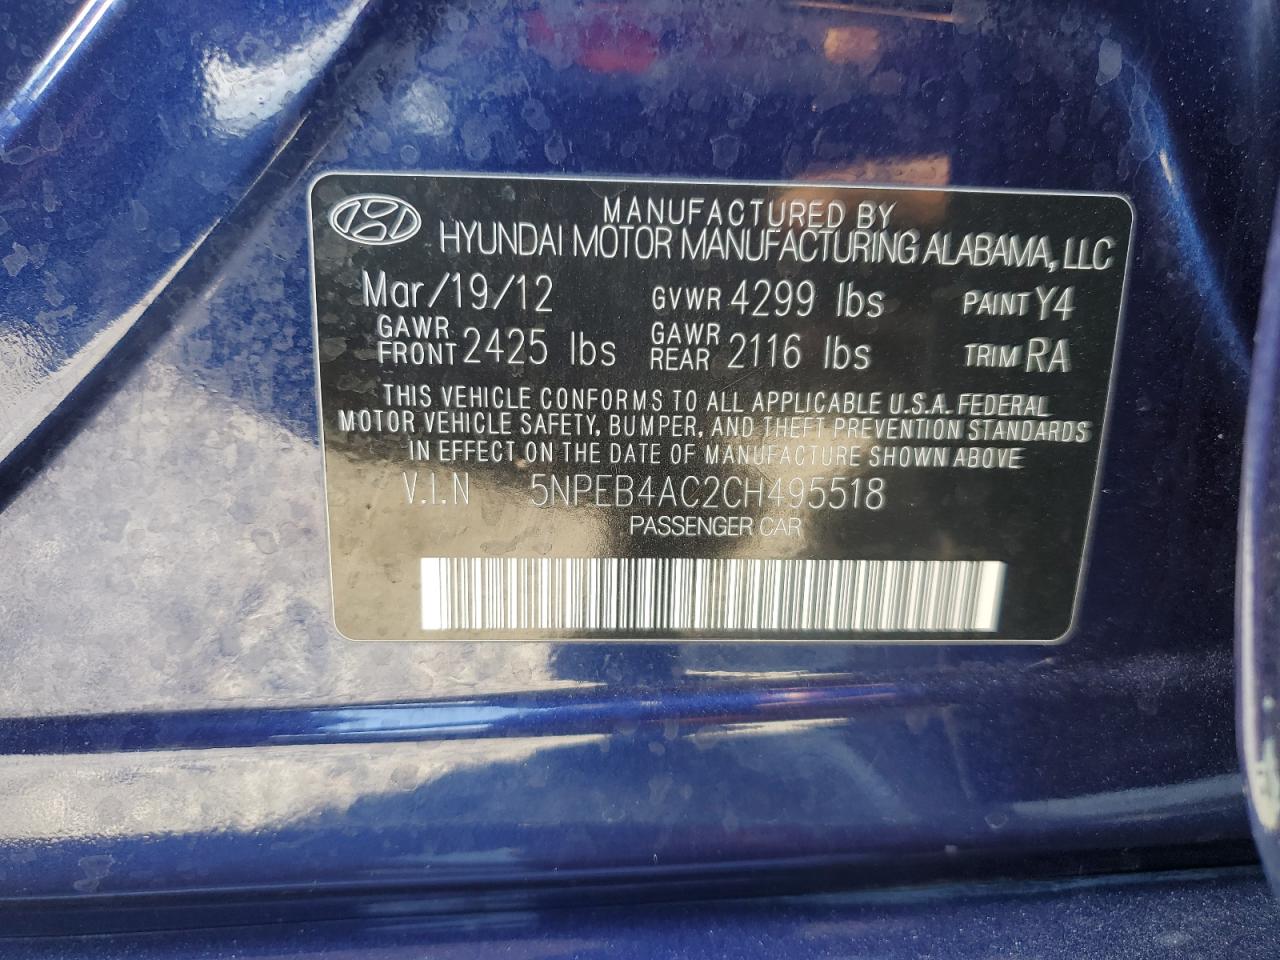 MANUFACTURED BY
HYUNDAI MOTOR MANUFACTURING ALABAMA, LLC
Mar/19/12 GVWR 4299 lbs PAINT Y4
GAWR FRONT 2425 lbs GAWR REAR 2116 lbs TRIM RA
THIS VEHICLE CONFORMS TO ALL APPLICABLE U.S.A. FEDERAL
MOTOR VEHICLE SAFETY, BUMPER, AND THEFT PREVENTION STANDARDS
IN EFFECT ON THE DATE OF MANUFACTURE SHOWN ABOVE
V.I.N 5NPEB4AC2CH495518
PASSENGER CAR